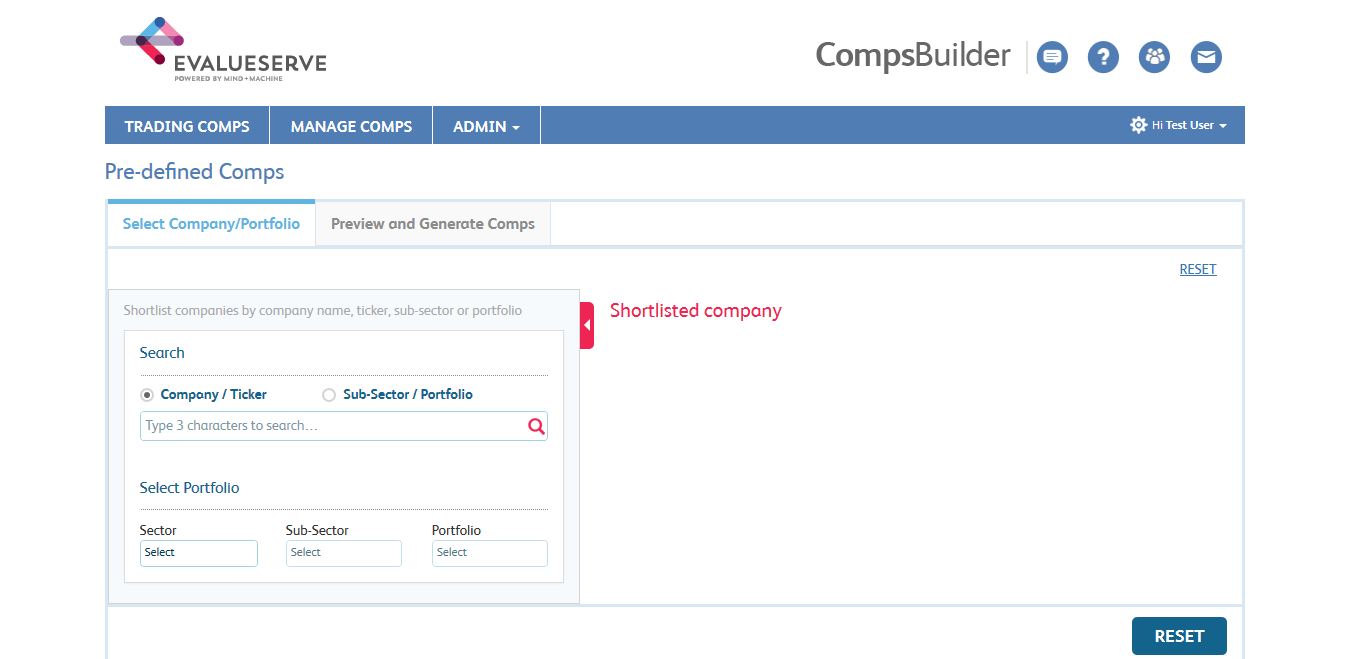 EVALUESERVE
POWERED BY MIND+MACHINE
CompsBuilder
?
TRADING COMPS MANAGE COMPS ADMIN Hi Test User
Pre-defined Comps
Select Company/Portfolio Preview and Generate Comps
RESET
Shortlist companies by company name, ticker, sub-sector or portfolio
Shortlisted company
Search
Company / Ticker Sub-Sector / Portfolio
Type 3 characters to search...
Select Portfolio
Sector Sub-Sector Portfolio
Select Select Select
RESET